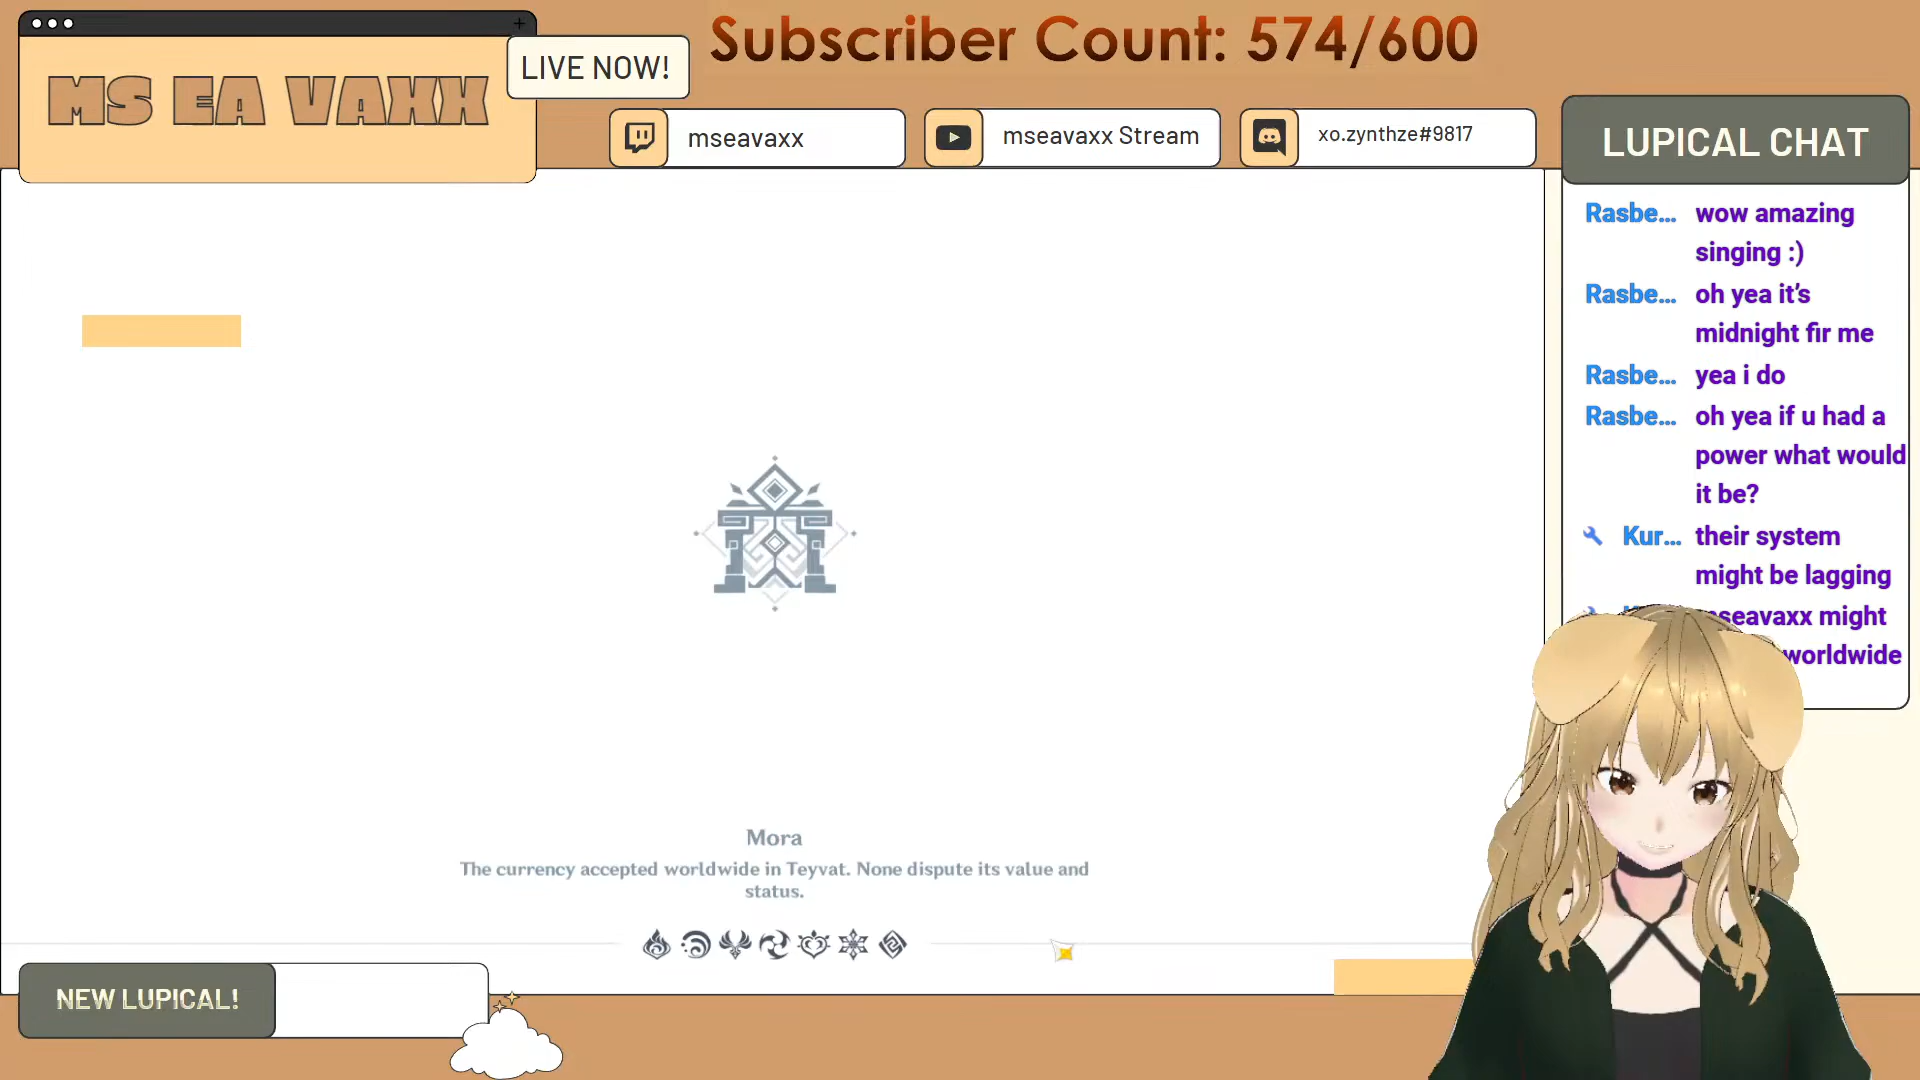 MS EA VAXX
LIVE NOW!
Subscriber Count: 574/600
mseavaxx
mseavaxx Stream
xo.zynthze#9817
LUPICAL CHAT
Rasbe... wow amazing
singing :)
Rasbe... oh yea it's
midnight fir me
Rasbe... yea i do
Rasbe... oh yea if u had a
power what would
it be?
Kur... their system
might be lagging
might
worldwide
Mora
The currency accepted worldwide in Teyvat. None dispute its value and
status.
NEW LUPICAL!